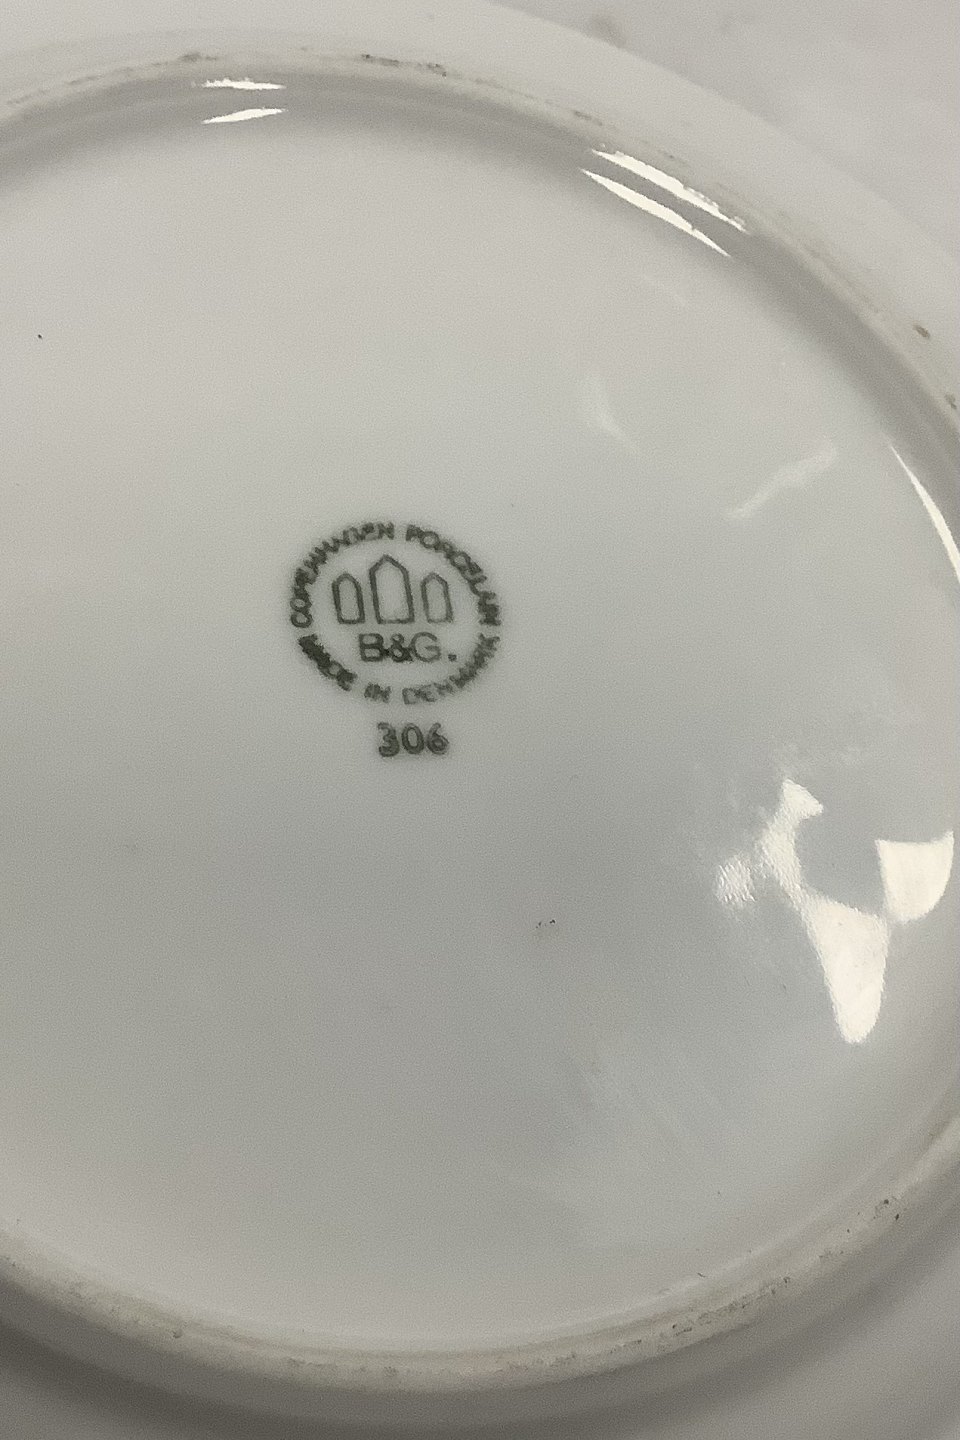 COPENHAGEN PORCELAIN
B&G.
MADE IN DENMARK
306